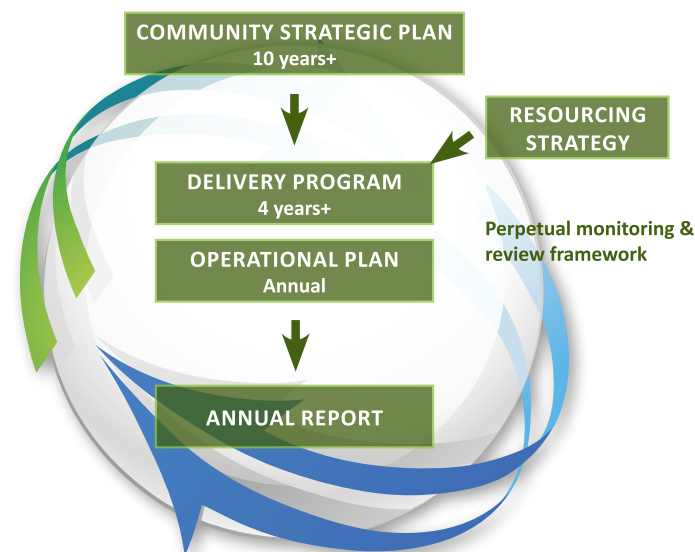 COMMUNITY STRATEGIC PLAN
10 years+
RESOURCING
STRATEGY
DELIVERY PROGRAM
4 years+
Perpetual monitoring &
review framework
OPERATIONAL PLAN
Annual
ANNUAL REPORT